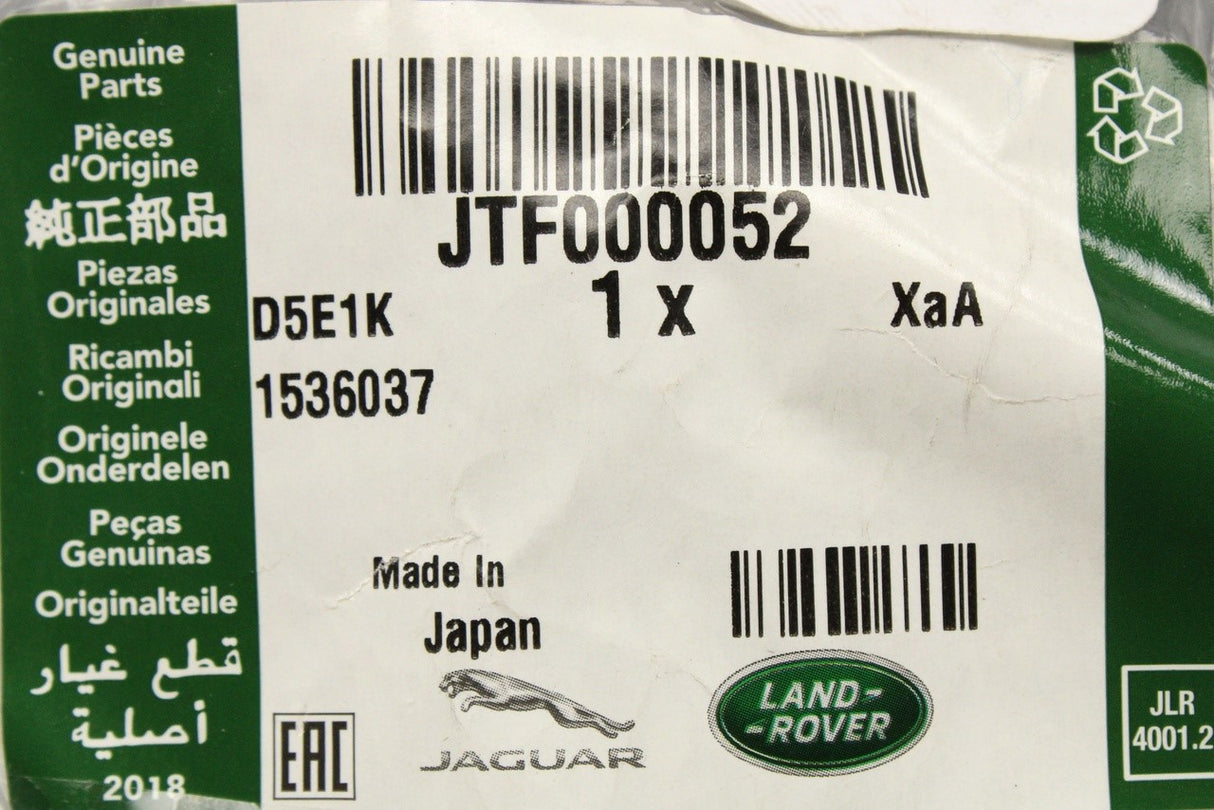 Genuine
Parts
Pièces
d'Origine
純正部品
Piezas
Originales
Ricambi
Originali
Originele
Onderdelen
Peças
Genuinas
Originalteile
قطع غيار
أصلية
2018
JTF000052
D5E1K
1 x
XaA
1536037
Made In
Japan
EAC
JAGUAR
LAND-
-ROVER
JLR
4001.2